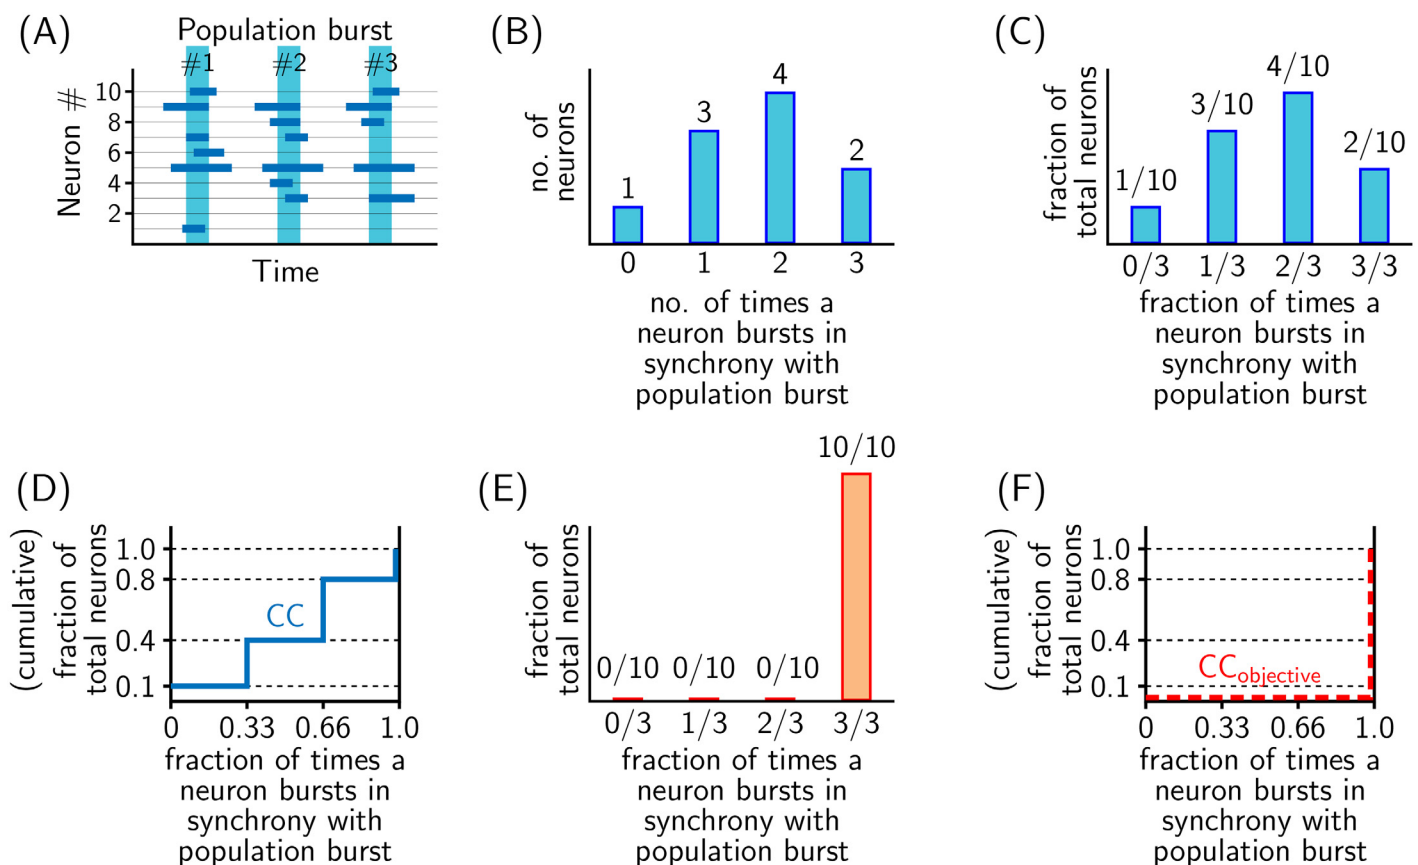 (A)
Population burst
#1 #2 #3
Neuron #
10
8
6
4
2
Time
(B)
no. of
neurons
1
3
4
2
0 1 2 3
no. of times a
neuron bursts in
synchrony with
population burst
(C)
fraction of
total neurons
1/10
3/10
4/10
2/10
0/3 1/3 2/3 3/3
fraction of times a
neuron bursts in
synchrony with
population burst
(D)
(cumulative)
fraction of
total neurons
1.0
0.8
0.4
0.1
CC
0 0.33 0.66 1.0
fraction of times a
neuron bursts in
synchrony with
population burst
(E)
fraction of
total neurons
0/10 0/10 0/10 10/10
0/3 1/3 2/3 3/3
fraction of times a
neuron bursts in
synchrony with
population burst
(F)
(cumulative)
fraction of
total neurons
1.0
0.8
0.4
0.1
CCobjective
0 0.33 0.66 1.0
fraction of times a
neuron bursts in
synchrony with
population burst